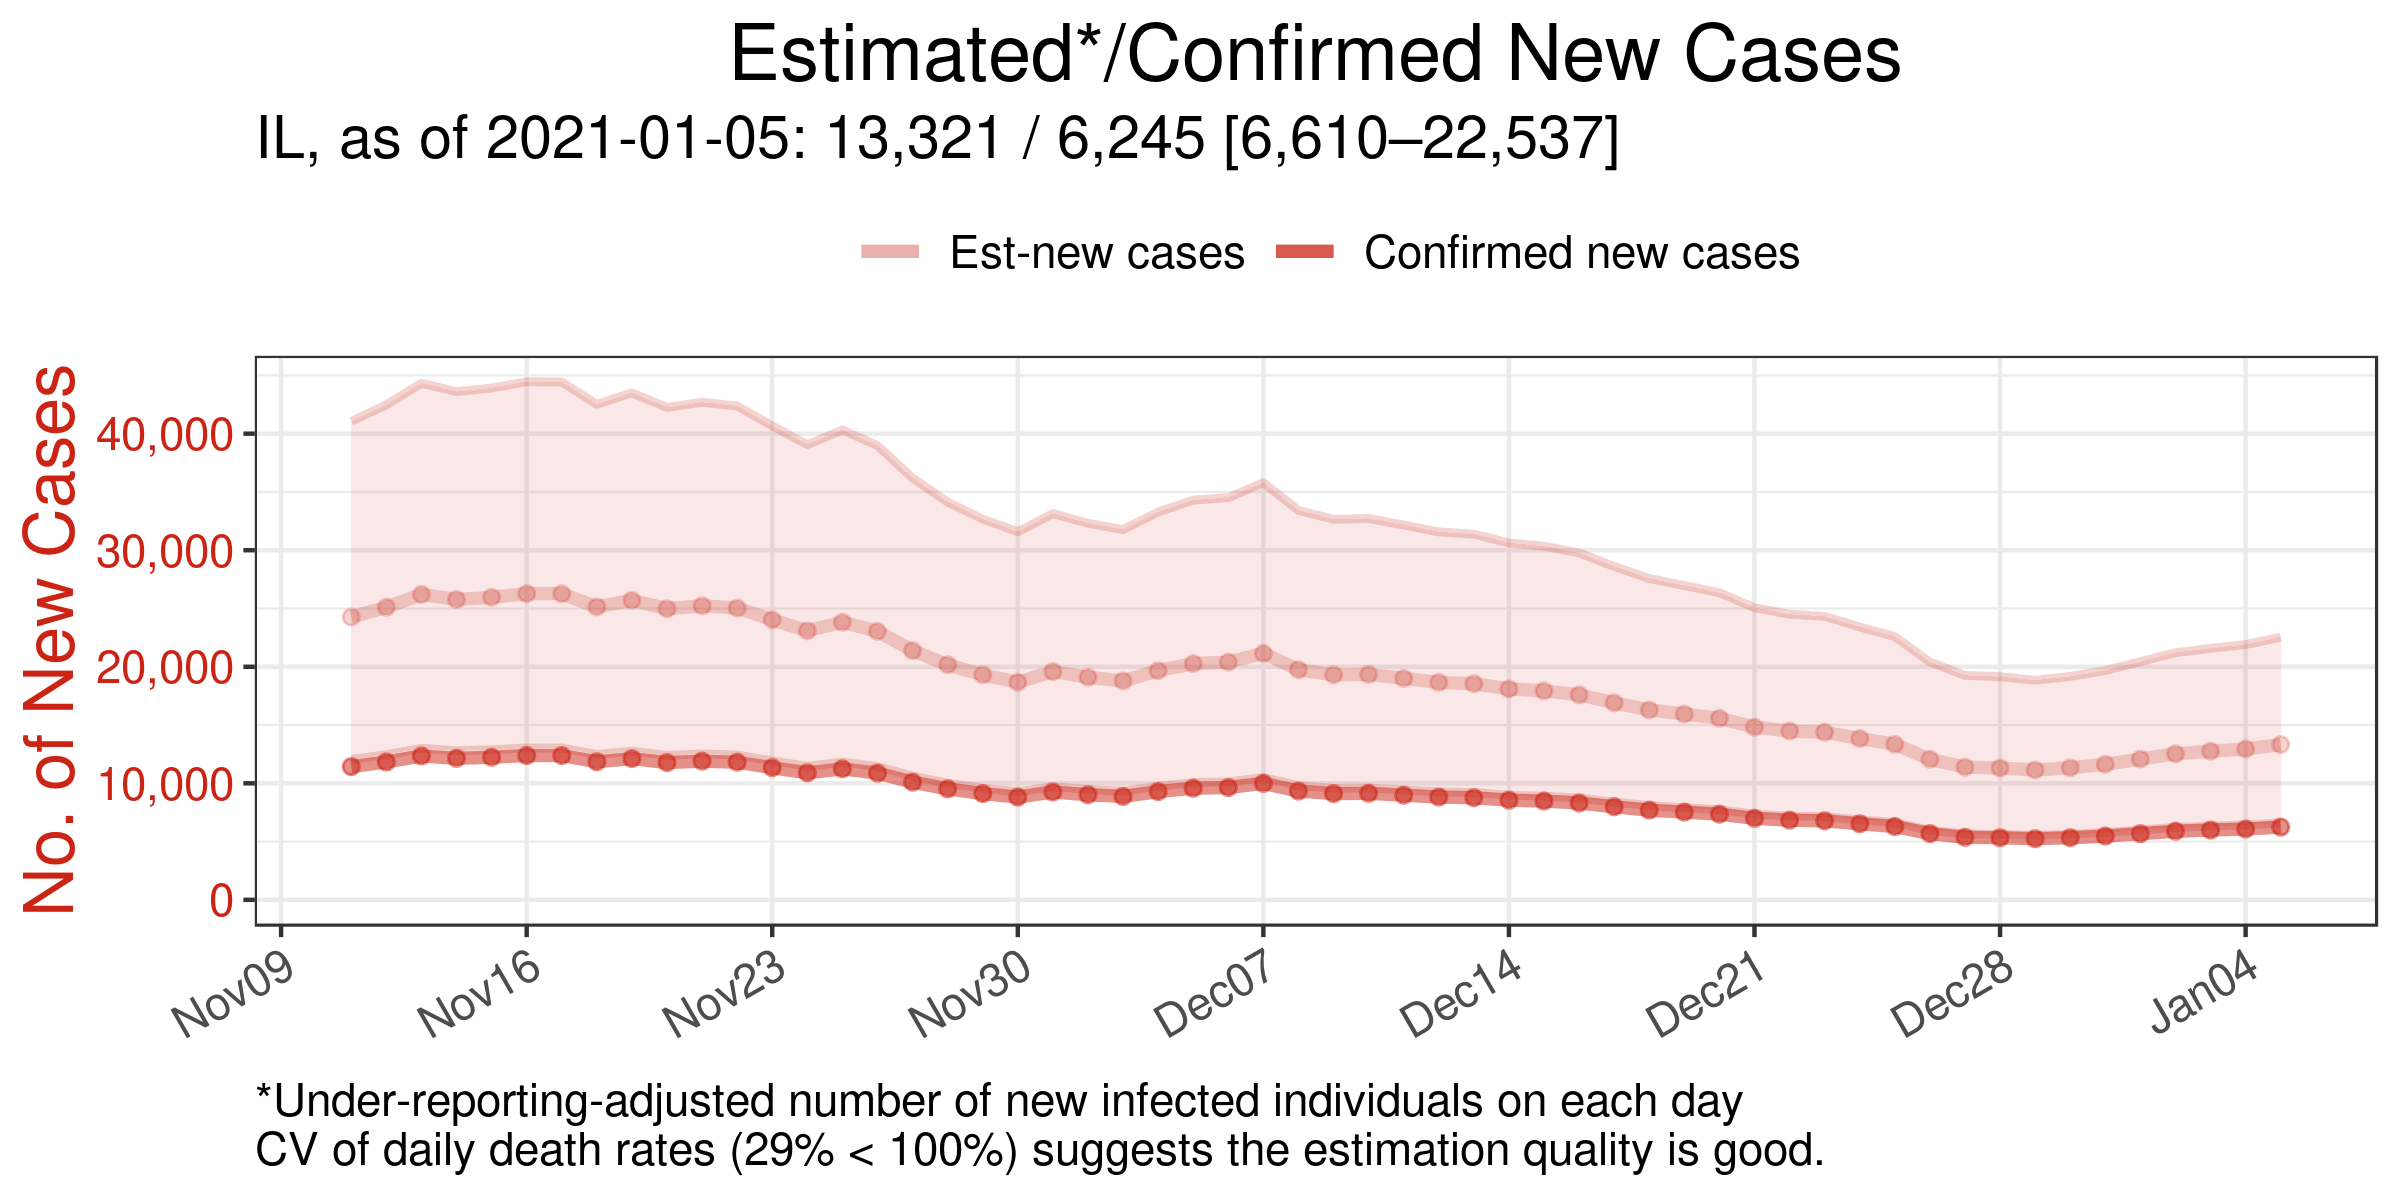 Estimated*/Confirmed New Cases
IL, as of 2021-01-05: 13,321 / 6,245 [6,610–22,537]
Est-new cases Confirmed new cases
No. of New Cases
40,000
30,000
20,000
10,000
0
Nov09 Nov16 Nov23 Nov30 Dec07 Dec14 Dec21 Dec28 Jan04
*Under-reporting-adjusted number of new infected individuals on each day
CV of daily death rates (29% < 100%) suggests the estimation quality is good.